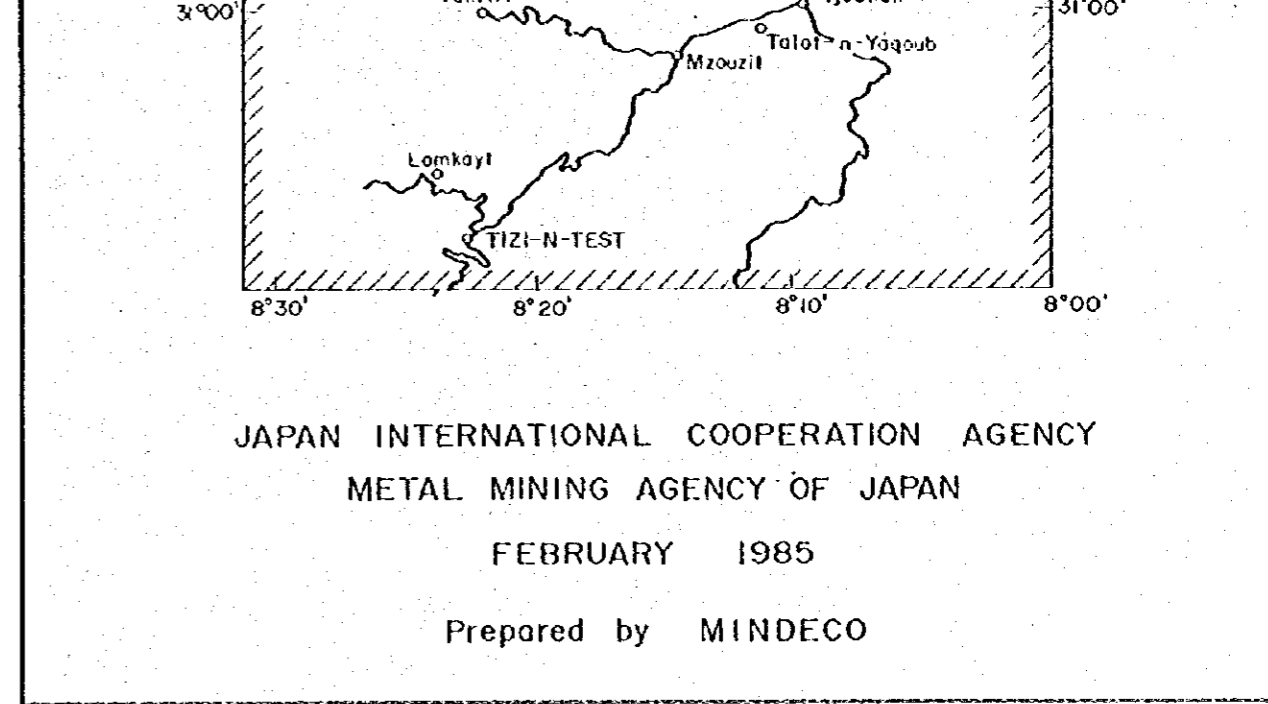 31°00'
31°00'
Talat-n-Yaqoub
Mzouzit
Lomkayt
TIZI-N-TEST
8°30' 8°20' 8°10' 8°00'
JAPAN INTERNATIONAL COOPERATION AGENCY
METAL MINING AGENCY OF JAPAN
FEBRUARY 1985
Prepared by MINDECO